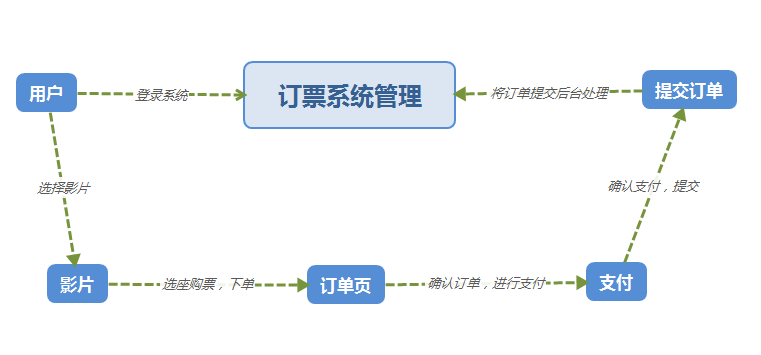 用户
登录系统
订票系统管理
将订单提交后台处理
提交订单
选择影片
确认支付，提交
影片
选座购票，下单
订单页
确认订单，进行支付
支付